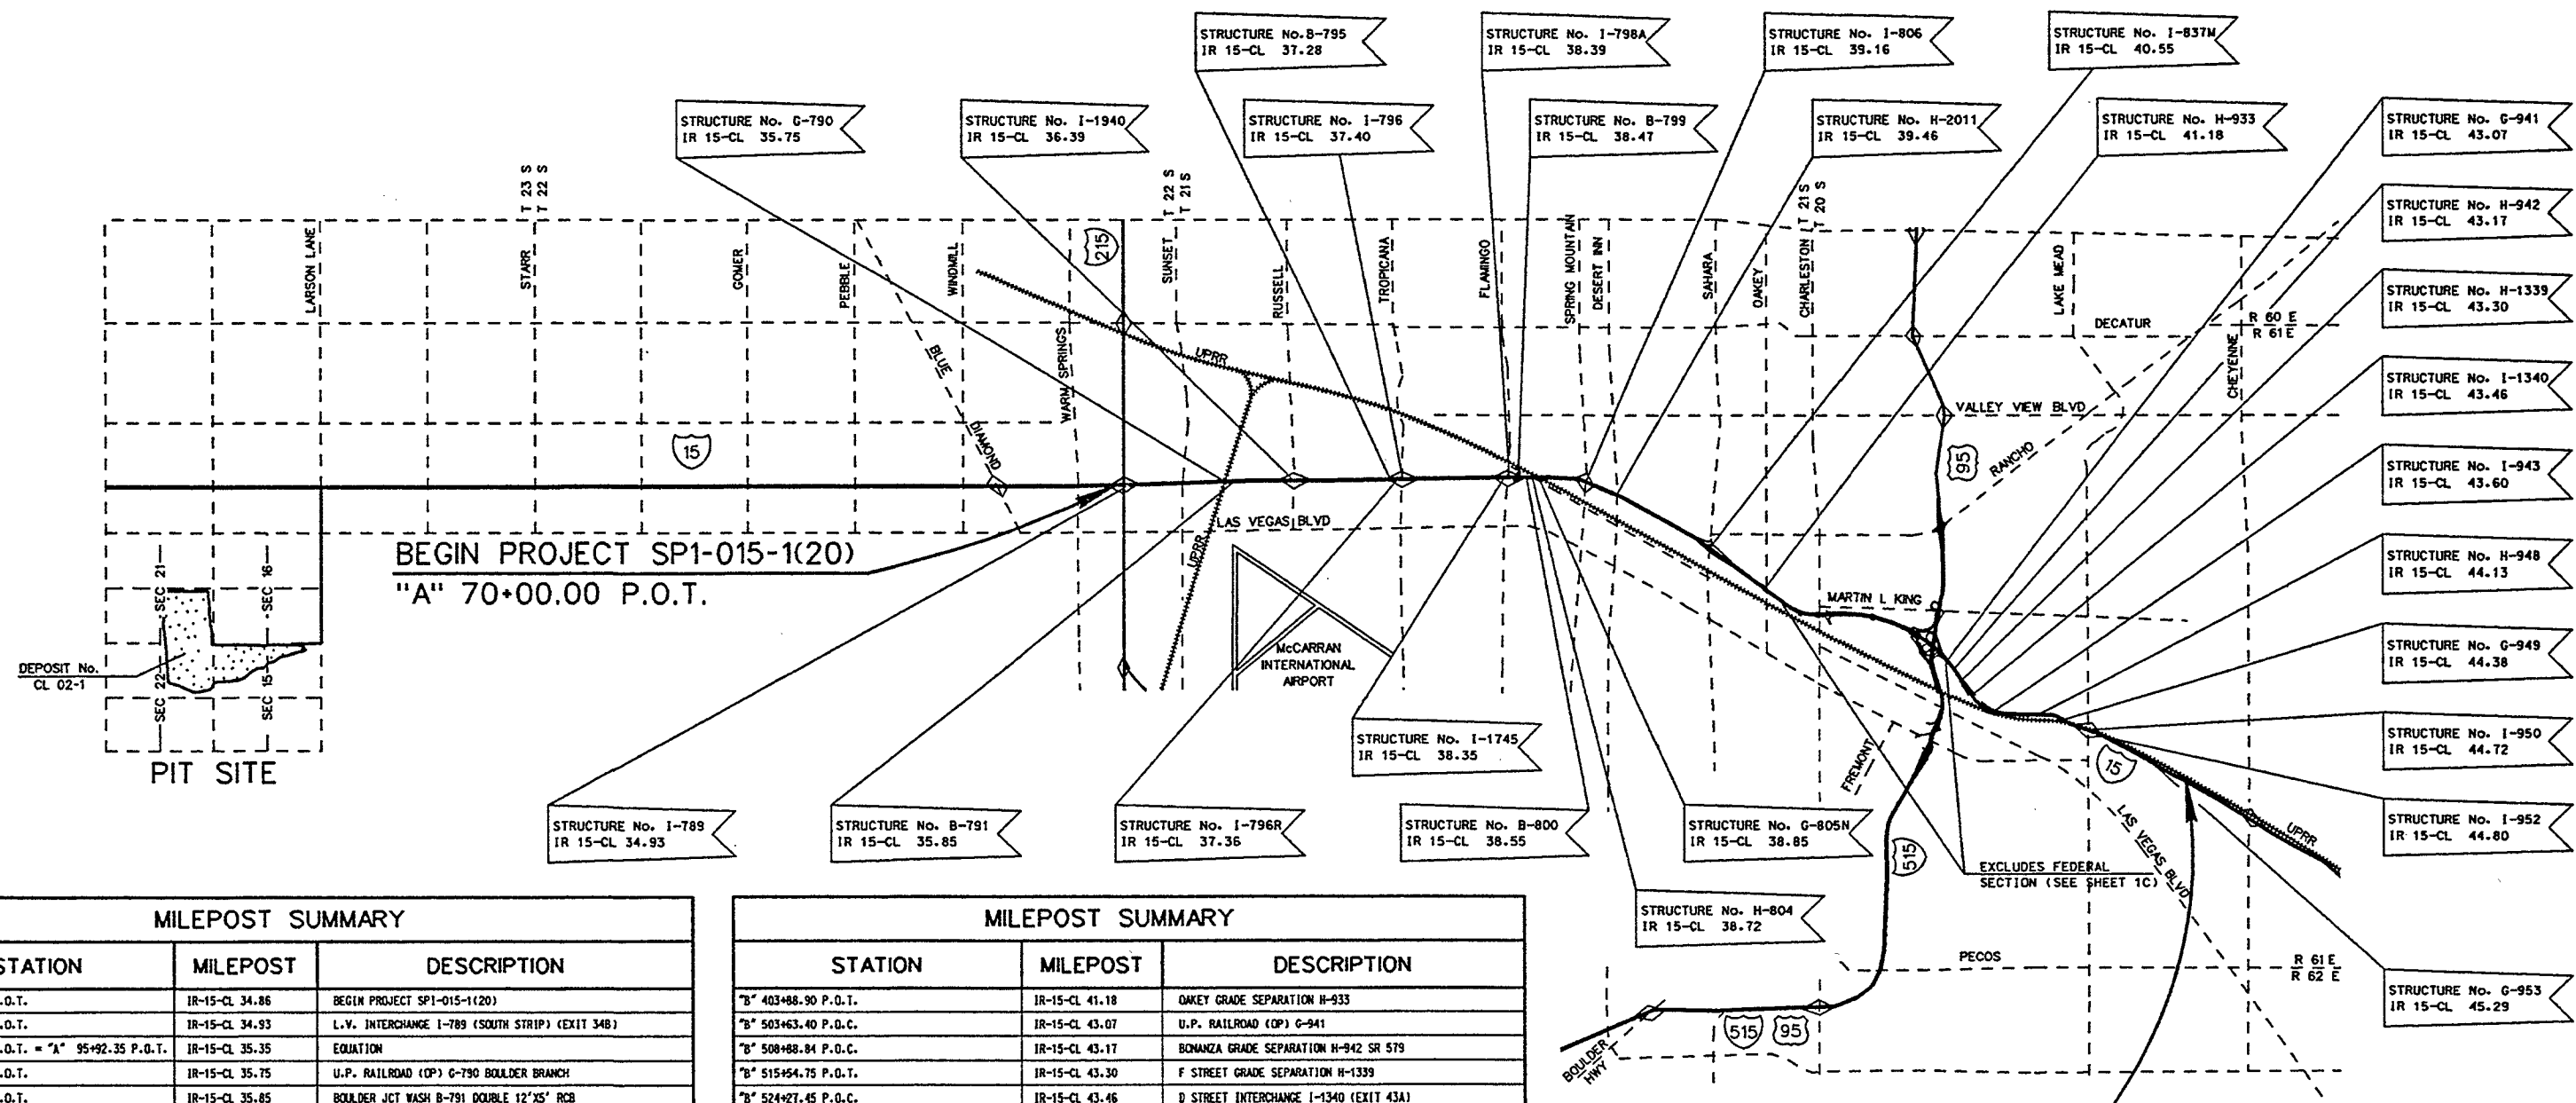 STRUCTURE No. B-795
IR 15-CL 37.28
STRUCTURE No. I-798A
IR 15-CL 38.39
STRUCTURE No. I-806
IR 15-CL 39.16
STRUCTURE No. I-837M
IR 15-CL 40.55
STRUCTURE No. G-790
IR 15-CL 35.75
STRUCTURE No. I-1940
IR 15-CL 36.39
STRUCTURE No. I-796
IR 15-CL 37.40
STRUCTURE No. B-799
IR 15-CL 38.47
STRUCTURE No. H-2011
IR 15-CL 39.46
STRUCTURE No. H-933
IR 15-CL 41.18
STRUCTURE No. G-941
IR 15-CL 43.07
STRUCTURE No. H-942
IR 15-CL 43.17
STRUCTURE No. H-1339
IR 15-CL 43.30
STRUCTURE No. I-1340
IR 15-CL 43.46
STRUCTURE No. I-943
IR 15-CL 43.60
STRUCTURE No. H-948
IR 15-CL 44.13
STRUCTURE No. G-949
IR 15-CL 44.38
STRUCTURE No. I-950
IR 15-CL 44.72
STRUCTURE No. I-952
IR 15-CL 44.80
STRUCTURE No. G-953
IR 15-CL 45.29
T 23 S
T 22 S
T 22 S
T 21 S
T 21 S
T 20 S
LARSON LANE
STARR
GOMER
PEBBLE
WINDMILL
WARM SPRINGS
215
SUNSET
RUSSELL
TROPICANA
FLAMINGO
SPRING MOUNTAIN
DESERT INN
SAHARA
OAKEY
CHARLESTON
LAKE MEAD
CHEYENNE
DECATUR
R 60 E
R 61 E
BLUE
DIAMOND
UPRR
VALLEY VIEW BLVD
RANCHO
95
15
LAS VEGAS BLVD
UPRR
BEGIN PROJECT SP1-015-1(20)
"A" 70+00.00 P.O.T.
MARTIN L KING
McCARRAN
INTERNATIONAL
AIRPORT
SEC 21
SEC 16
SEC 22
SEC 15
DEPOSIT No.
CL 02-1
PIT SITE
STRUCTURE No. I-1745
IR 15-CL 38.35
FREMONT
15
LAS VEGAS BLVD
UPRR
STRUCTURE No. I-789
IR 15-CL 34.93
STRUCTURE No. B-791
IR 15-CL 35.85
STRUCTURE No. I-796R
IR 15-CL 37.36
STRUCTURE No. B-800
IR 15-CL 38.55
STRUCTURE No. G-805N
IR 15-CL 38.85
515
EXCLUDES FEDERAL
SECTION (SEE SHEET 1C)
STRUCTURE No. H-804
IR 15-CL 38.72
PECOS
R 61 E
R 62 E
515 95
BOULDER
HWY
MILEPOST SUMMARY
STATION MILEPOST DESCRIPTION
.O.T. IR-15-CL 34.86 BEGIN PROJECT SP1-015-1(20)
.O.T. IR-15-CL 34.93 L.V. INTERCHANGE I-789 (SOUTH STRIP) (EXIT 34B)
.O.T. = "A" 95+92.35 P.O.T. IR-15-CL 35.35 EQUATION
.O.T. IR-15-CL 35.75 U.P. RAILROAD (OP) G-790 BOULDER BRANCH
.O.T. IR-15-CL 35.85 BOULDER JCT WASH B-791 DOUBLE 12'X5' RCB
MILEPOST SUMMARY
STATION MILEPOST DESCRIPTION
"B" 403+88.90 P.O.T. IR-15-CL 41.18 OAKEY GRADE SEPARATION H-933
"B" 503+63.40 P.O.C. IR-15-CL 43.07 U.P. RAILROAD (OP) G-941
"B" 508+88.84 P.O.C. IR-15-CL 43.17 BONANZA GRADE SEPARATION H-942 SR 579
"B" 515+54.75 P.O.T. IR-15-CL 43.30 F STREET GRADE SEPARATION H-1339
"B" 524+27.45 P.O.C. IR-15-CL 43.46 D STREET INTERCHANGE I-1340 (EXIT 43A)